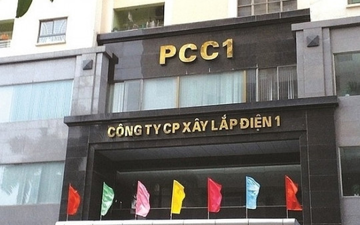 PCC1
CÔNG TY CP XÂY LẮP ĐIỆN 1